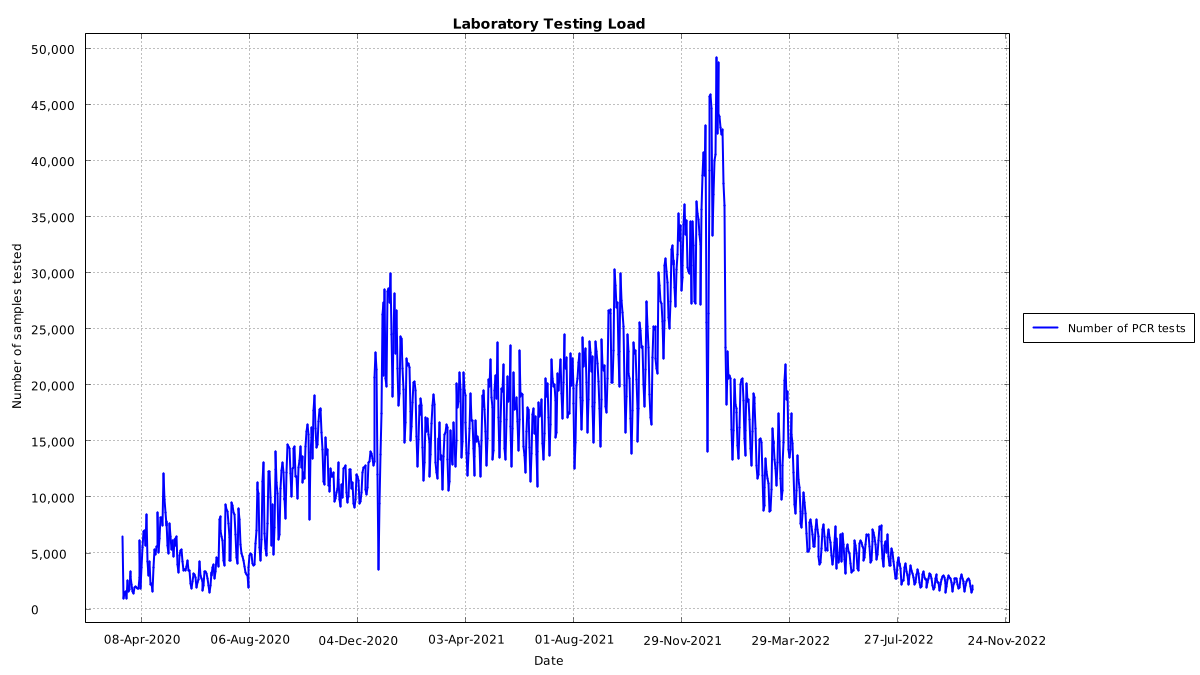 Laboratory Testing Load
50,000
45,000
40,000
35,000
30,000
25,000
20,000
15,000
10,000
5,000
0
Number of samples tested
08-Apr-2020 06-Aug-2020 04-Dec-2020 03-Apr-2021 01-Aug-2021 29-Nov-2021 29-Mar-2022 27-Jul-2022 24-Nov-2022
Date
Number of PCR tests